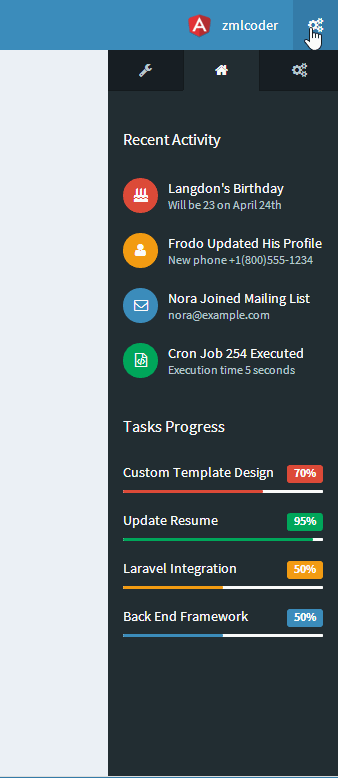 zmlcoder
Recent Activity
Langdon's Birthday
Will be 23 on April 24th
Frodo Updated His Profile
New phone +1(800)555-1234
Nora Joined Mailing List
nora@example.com
Cron Job 254 Executed
Execution time 5 seconds
Tasks Progress
Custom Template Design 70%
Update Resume 95%
Laravel Integration 50%
Back End Framework 50%